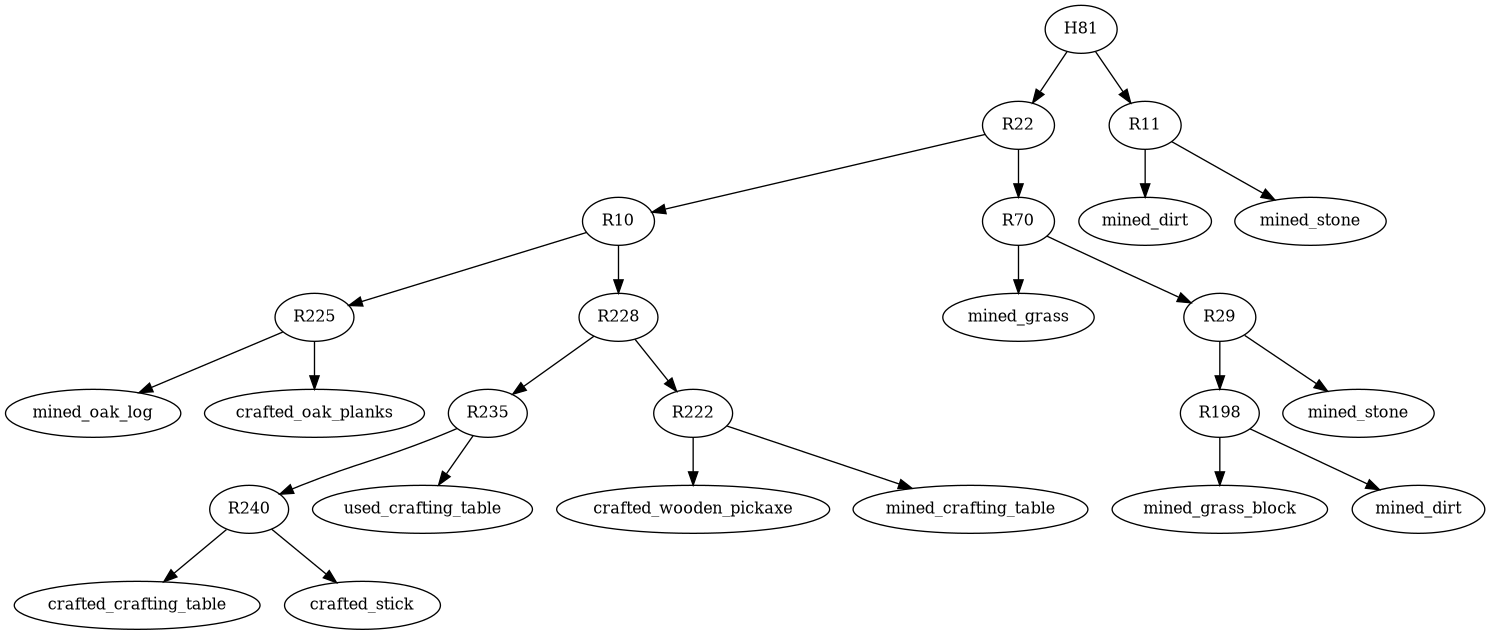 H81
R22
R11
R10
R70
mined_dirt
mined_stone
R225
R228
mined_grass
R29
mined_oak_log
crafted_oak_planks
R235
R222
R198
mined_stone
R240
used_crafting_table
crafted_wooden_pickaxe
mined_crafting_table
mined_grass_block
mined_dirt
crafted_crafting_table
crafted_stick